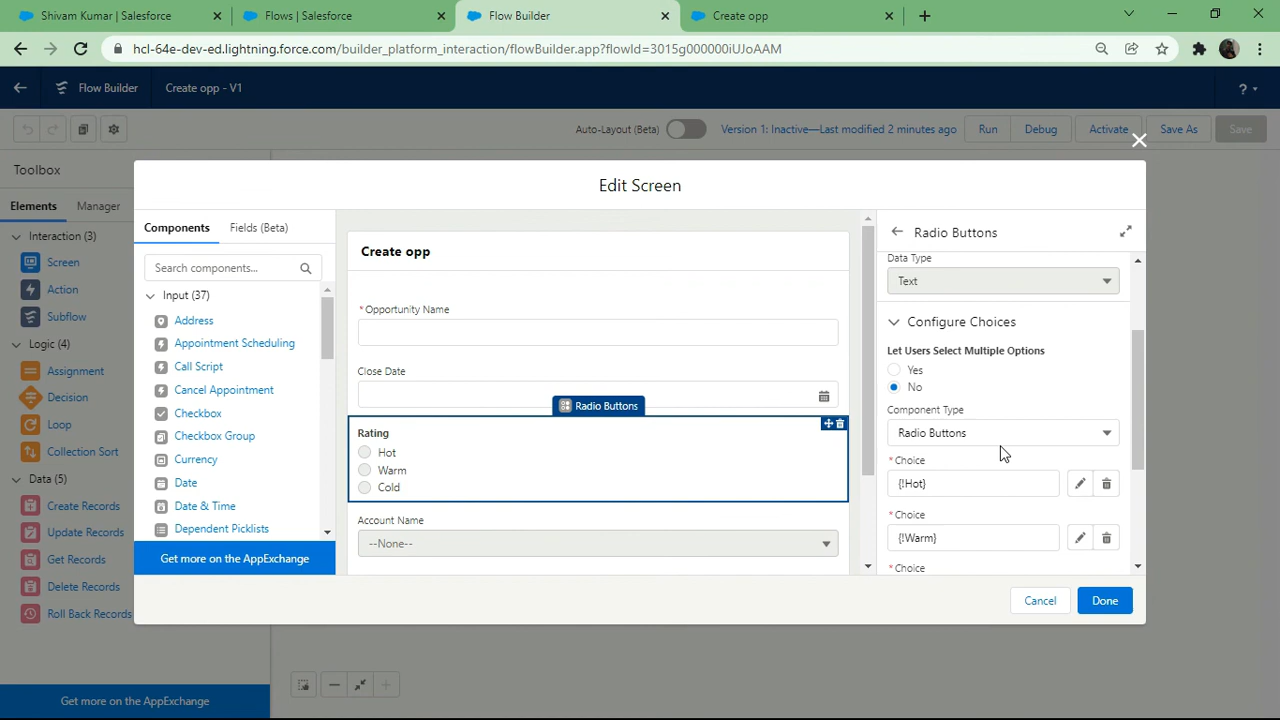 Shivam Kumar | Salesforce
Flows | Salesforce
Flow Builder
Create opp
hcl-64e-dev-ed.lightning.force.com/builder_platform_interaction/flowBuilder.app?flowId=3015g000000iUJoAAM
Flow Builder
Create opp - V1
?
Auto-Layout (Beta)
Version 1: Inactive—Last modified 2 minutes ago
Run
Debug
Activate
Save As
Save
Toolbox
Elements
Manager
Interaction (3)
Screen
Action
Subflow
Logic (4)
Assignment
Decision
Loop
Collection Sort
Data (5)
Create Records
Update Records
Get Records
Delete Records
Roll Back Records
Get more on the AppExchange
Edit Screen
Components
Fields (Beta)
Search components...
Input (37)
Address
Appointment Scheduling
Call Script
Cancel Appointment
Checkbox
Checkbox Group
Currency
Date
Date & Time
Dependent Picklists
Get more on the AppExchange
Create opp
*Opportunity Name
Close Date
Radio Buttons
Rating
Hot
Warm
Cold
Account Name
--None--
Radio Buttons
Data Type
Text
Configure Choices
Let Users Select Multiple Options
Yes
No
Component Type
Radio Buttons
*Choice
{!Hot}
*Choice
{!Warm}
*Choice
Cancel
Done